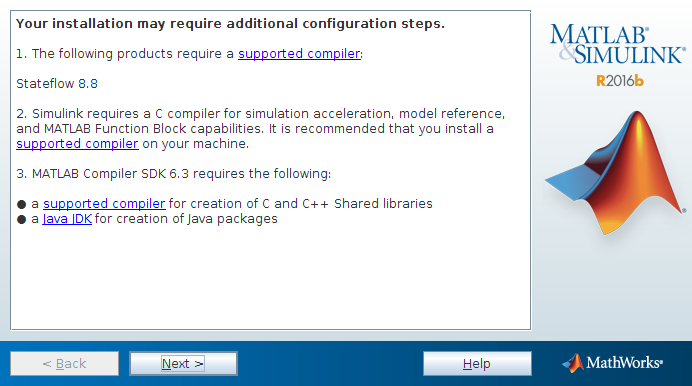 Your installation may require additional configuration steps.
1. The following products require a supported compiler:
Stateflow 8.8
2. Simulink requires a C compiler for simulation acceleration, model reference,
and MATLAB Function Block capabilities. It is recommended that you install a
supported compiler on your machine.
3. MATLAB Compiler SDK 6.3 requires the following:
● a supported compiler for creation of C and C++ Shared libraries
● a Java JDK for creation of Java packages
MATLAB®
&SIMULINK®
R2016b
< Back
Next >
Help
MathWorks®